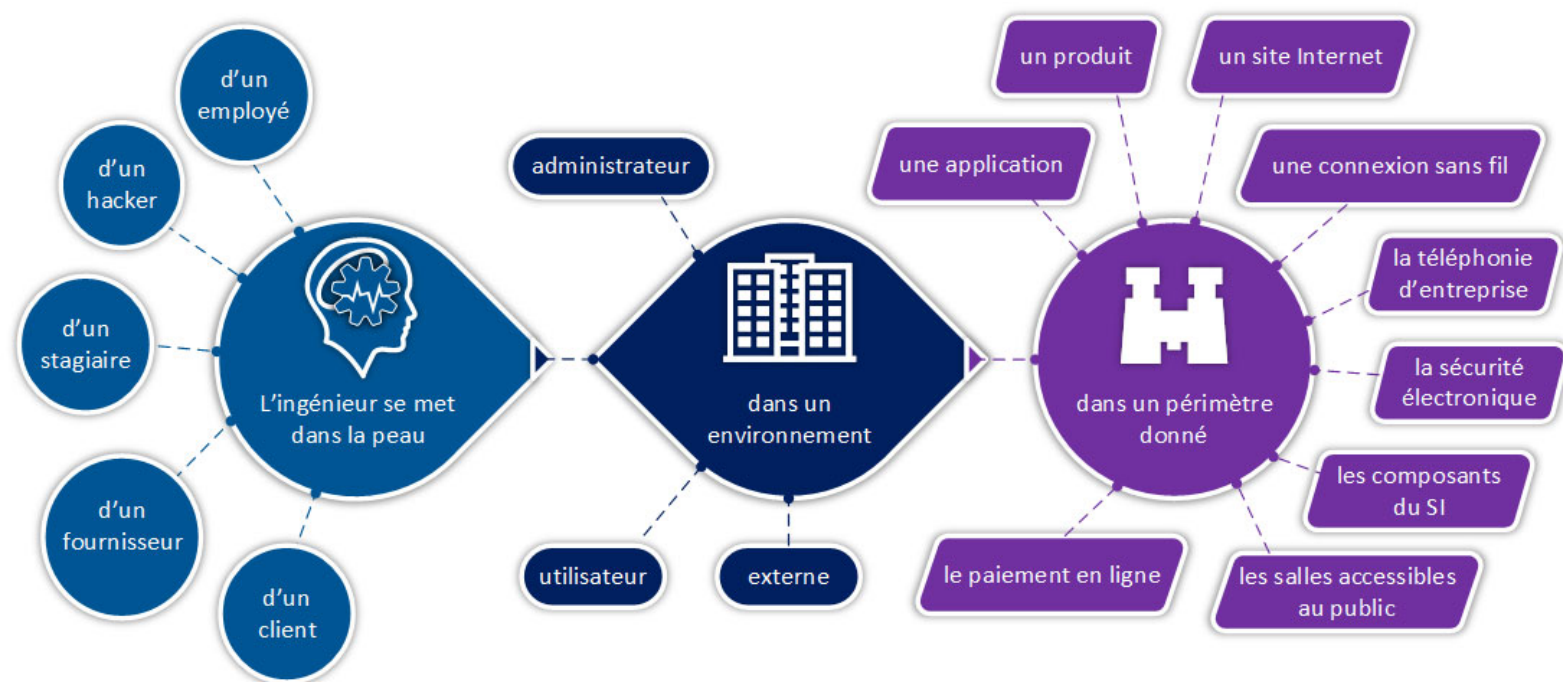 d’un
employé
d’un
hacker
d’un
stagiaire
d’un
fournisseur
d’un
client
L’ingénieur se met
dans la peau
administrateur
dans un
environnement
utilisateur
externe
un produit
un site Internet
une application
une connexion sans fil
la téléphonie
d’entreprise
la sécurité
électronique
dans un périmètre
donné
les composants
du SI
le paiement en ligne
les salles accessibles
au public